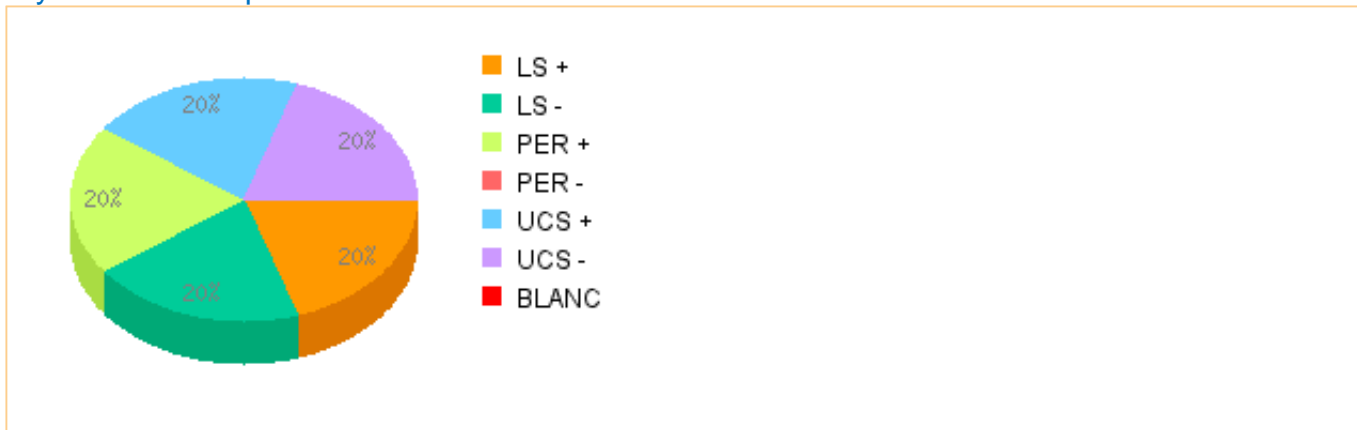 LS +
LS -
PER +
PER -
UCS +
UCS -
BLANC
20%
20%
20%
20%
20%